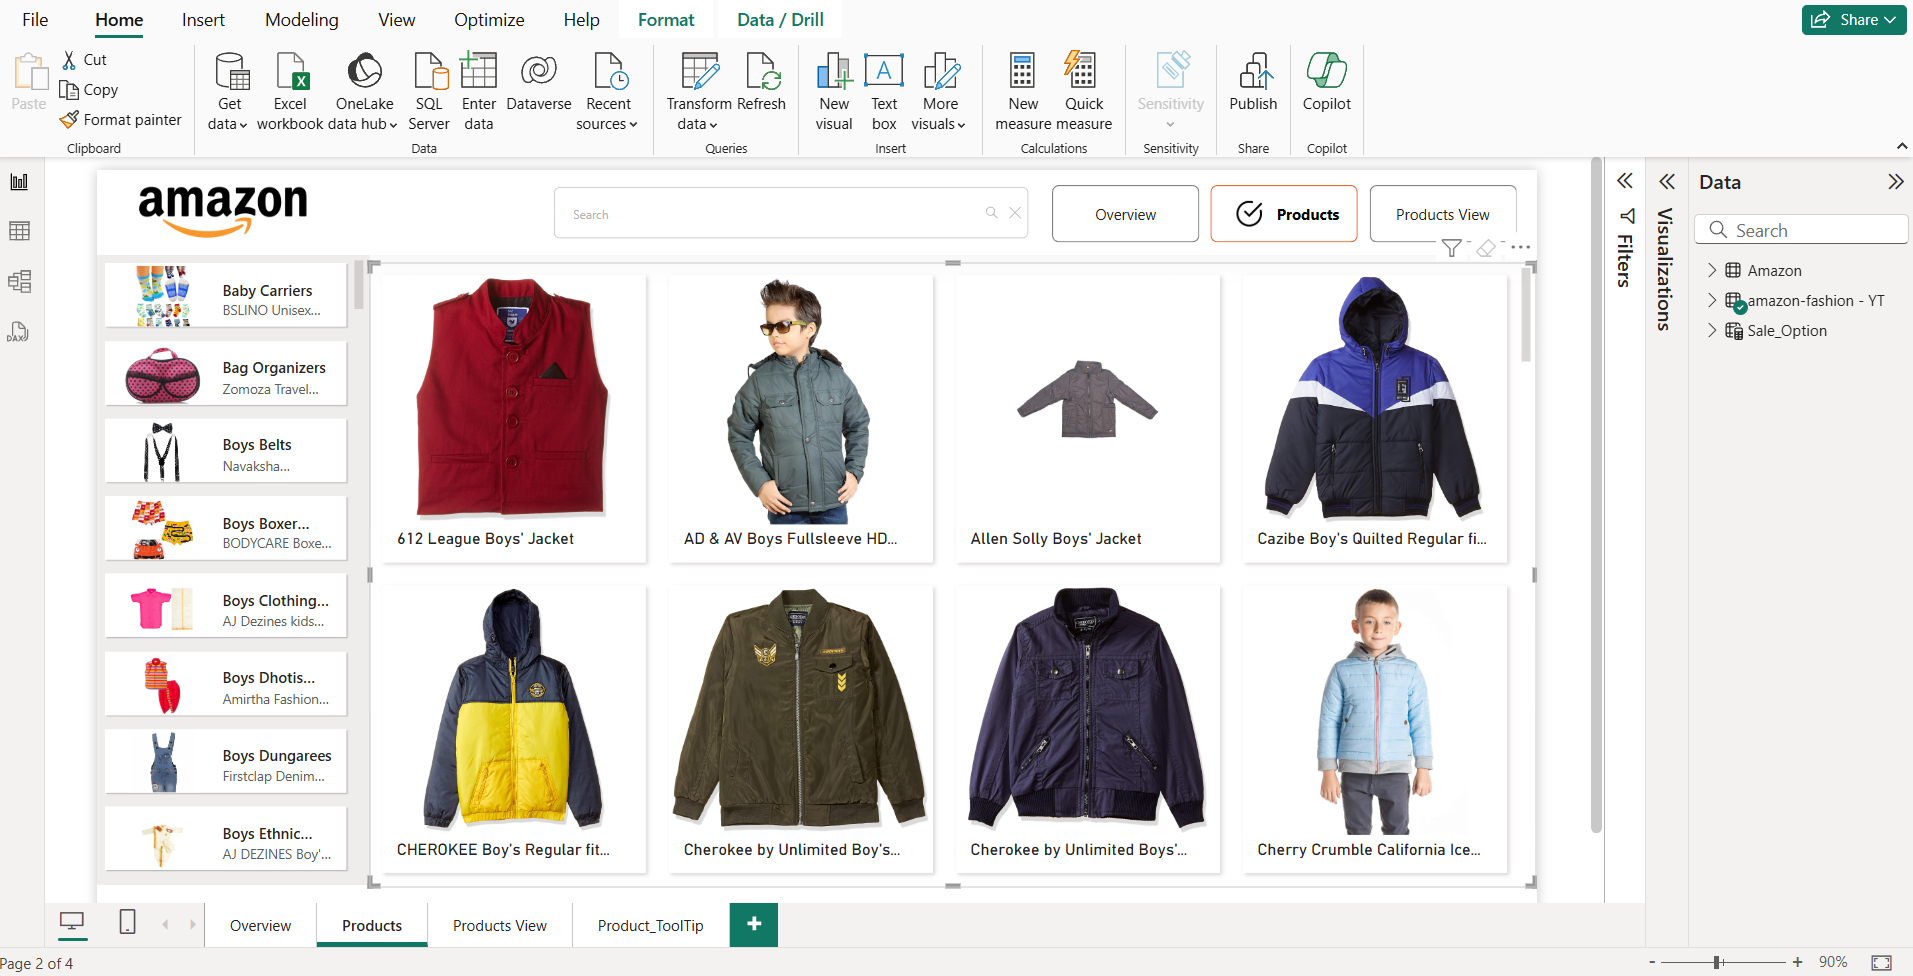 File Home Insert Modeling View Optimize Help Format Data / Drill Share
Paste
Cut
Copy
Format painter
Clipboard
Get data
Excel workbook
OneLake data hub
SQL Server
Enter data
Dataverse
Recent sources
Data
Transform data
Refresh
Queries
New visual
Text box
More visuals
Insert
New measure
Quick measure
Calculations
Sensitivity
Sensitivity
Publish
Share
Copilot
Copilot
amazon
Search
Overview
Products
Products View
Baby Carriers
BSLINO Unisex...
Bag Organizers
Zomoza Travel...
Boys Belts
Navaksha...
Boys Boxer...
BODYCARE Boxe...
Boys Clothing...
AJ Dezines kids...
Boys Dhotis...
Amirtha Fashion...
Boys Dungarees
Firstclap Denim...
Boys Ethnic...
AJ DEZINES Boy'...
612 League Boys' Jacket
AD & AV Boys Fullsleeve HD...
Allen Solly Boys' Jacket
Cazibe Boy's Quilted Regular fi...
CHEROKEE Boy's Regular fit...
Cherokee by Unlimited Boy's...
Cherokee by Unlimited Boys'...
Cherry Crumble California Ice...
Filters
Visualizations
Data
Search
Amazon
amazon-fashion - YT
Sale_Option
DAX
Overview Products Products View Product_ToolTip +
Page 2 of 4
- + 90%